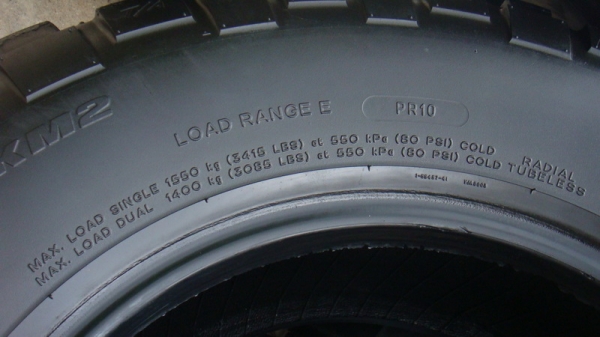 KM2
LOAD RANGE E
PR10
MAX. LOAD SINGLE 1550 kg (3415 LBS) at 550 kPa (80 PSI) COLD
MAX. LOAD DUAL 1400 kg (3085 LBS) at 550 kPa (80 PSI) COLD
RADIAL
TUBELESS